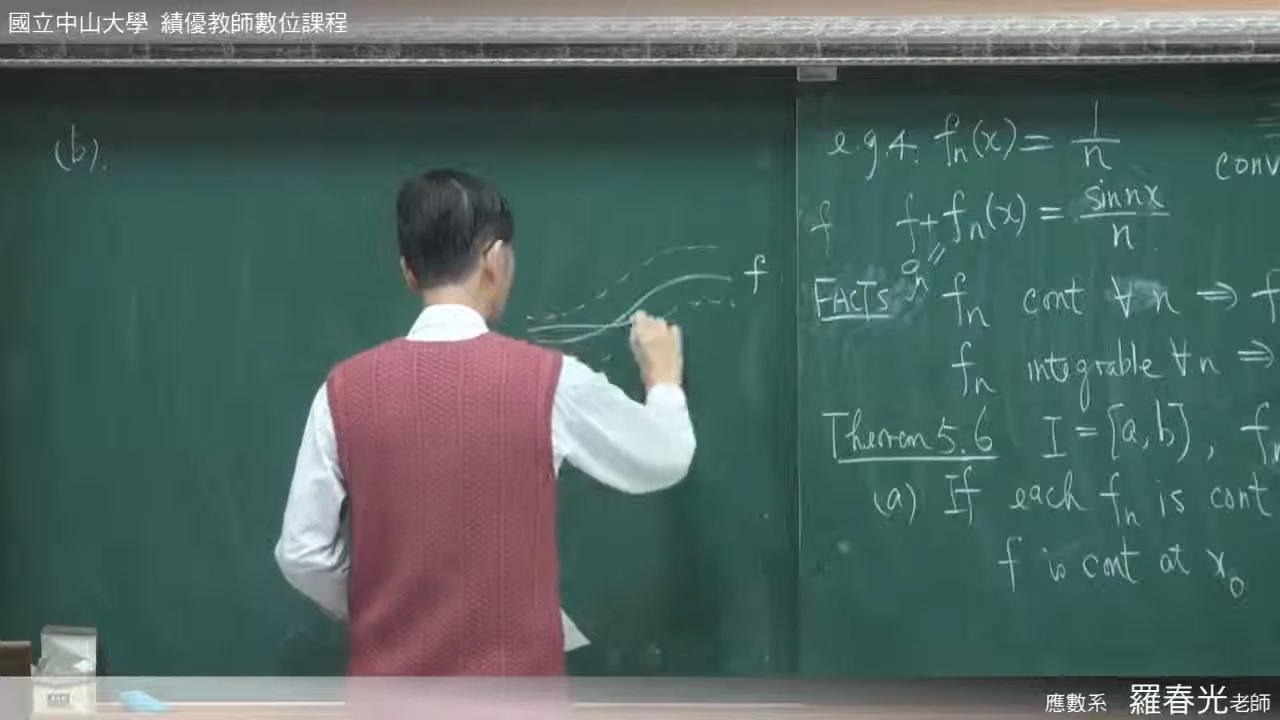 國立中山大學 績優教師數位課程
(b).
f
e.g.4. fn(x) = 1/n conv
f f + fn(x) = sin nx / n
FACTS fn cont ∀n ⇒ f
fn integrable ∀n ⇒
Theorem 5.6 I = [a, b], fn
(a) If each fn is cont
f is cont at x0
應數系 羅春光老師